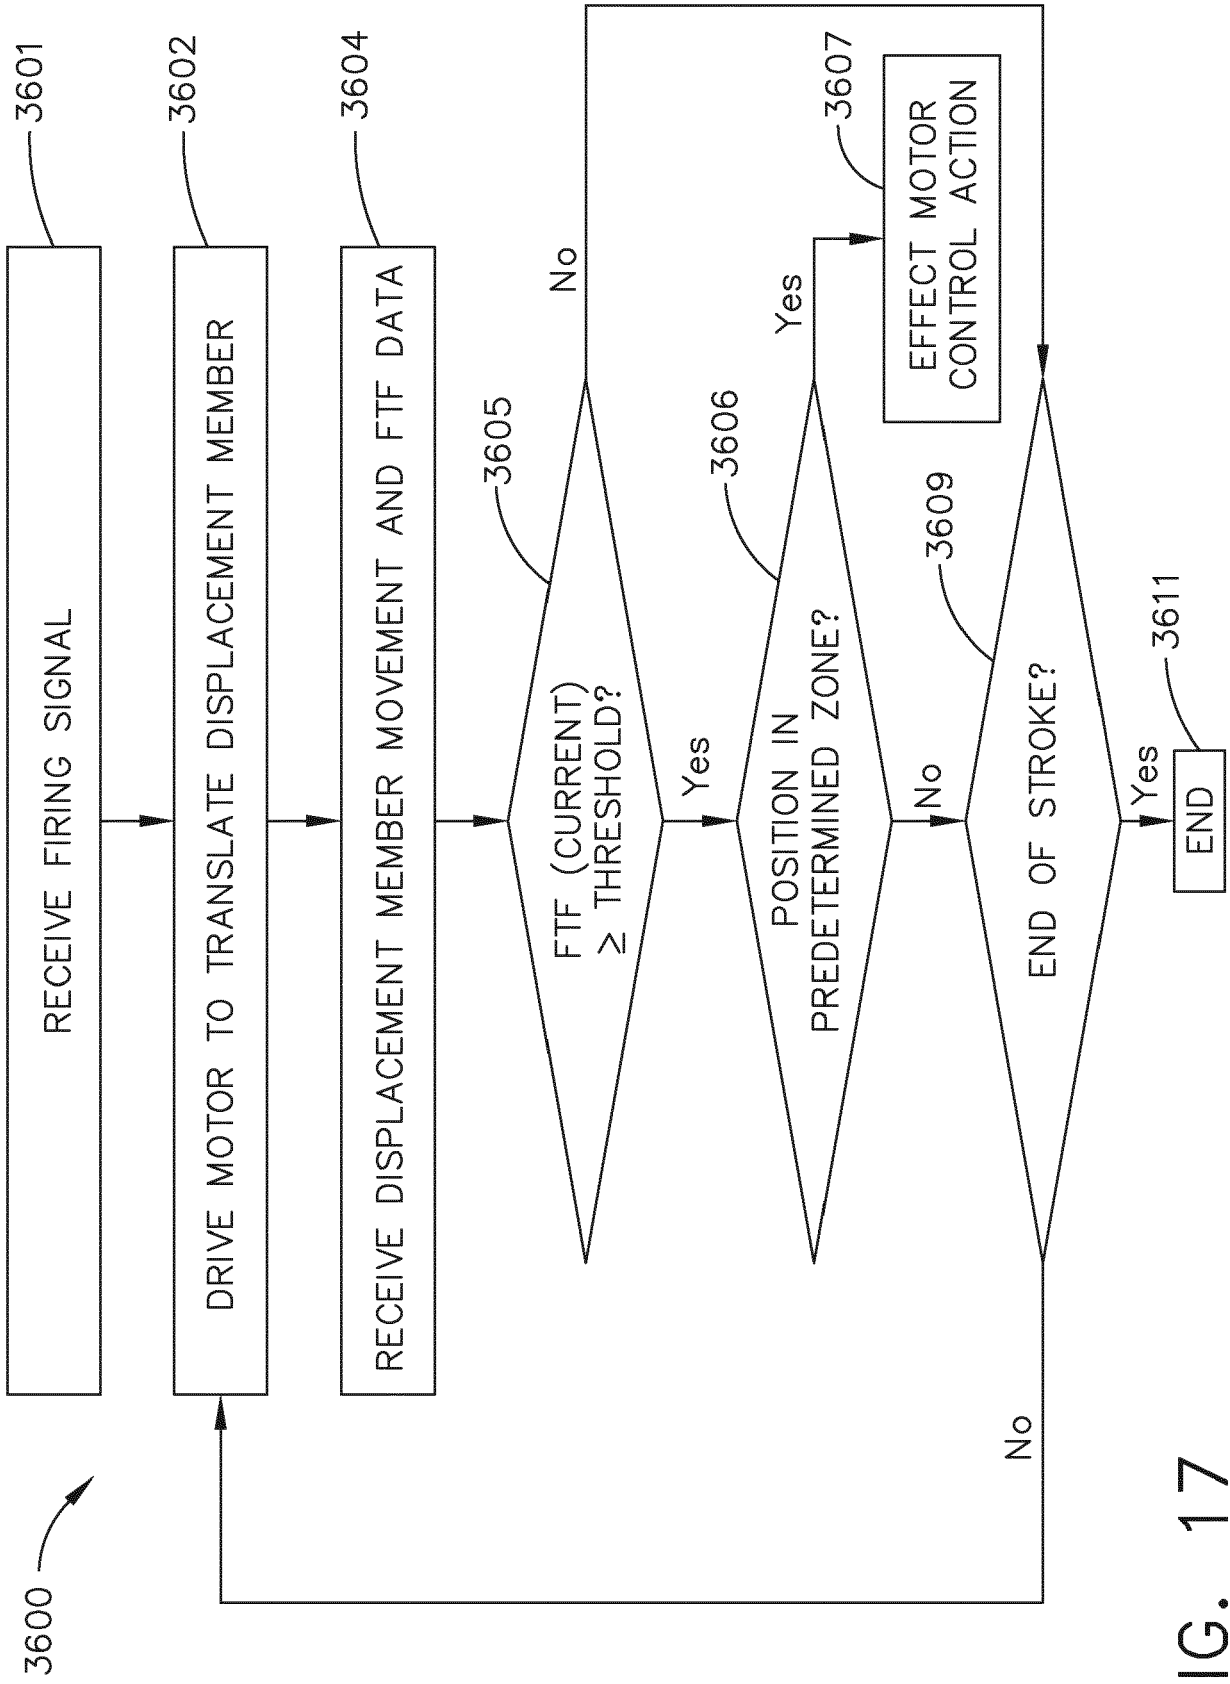 3600
3601
RECEIVE FIRING SIGNAL
3602
DRIVE MOTOR TO TRANSLATE DISPLACEMENT MEMBER
3604
RECEIVE DISPLACEMENT MEMBER MOVEMENT AND FTF DATA
3605
FTF (CURRENT)
≥ THRESHOLD?
No
Yes
3606
POSITION IN
PREDETERMINED ZONE?
Yes
3607
EFFECT MOTOR
CONTROL ACTION
No
3609
END OF STROKE?
No
Yes
3611
END
IG. 17